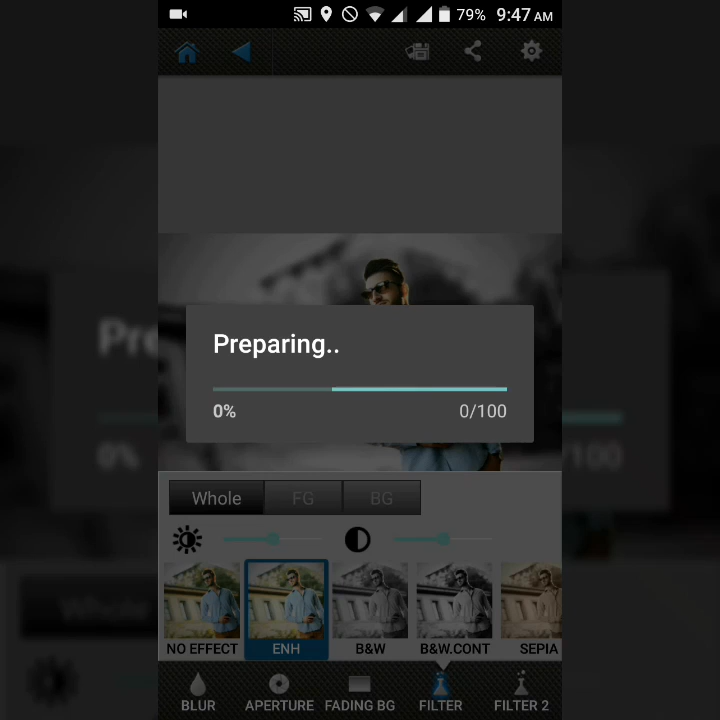 79% 9:47 AM
Preparing..
0% 0/100
Whole FG BG
NO EFFECT ENH B&W B&W.CONT SEPIA
BLUR APERTURE FADING BG FILTER FILTER 2